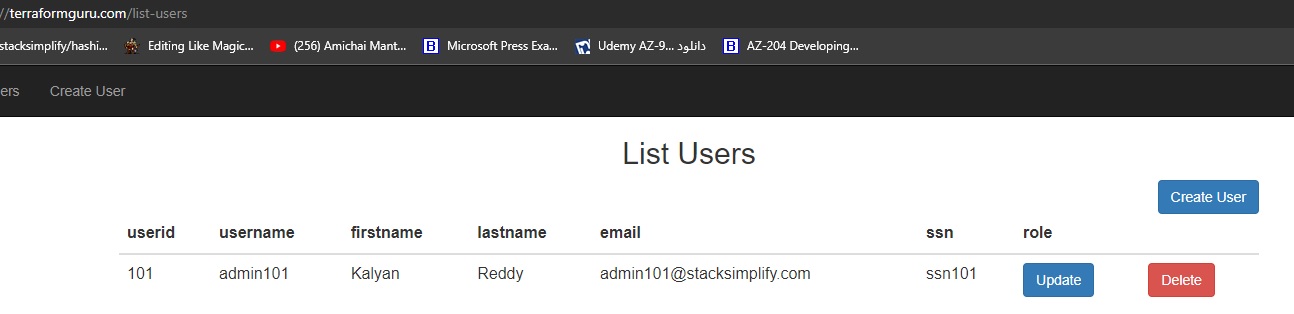 //terraformguru.com/list-users
stacksimplify/hashi... Editing Like Magic... (256) Amichai Mant... B Microsoft Press Exa... Udemy AZ-9... دانلود B AZ-204 Developing...
ers Create User
List Users
Create User
userid username firstname lastname email ssn role
101 admin101 Kalyan Reddy admin101@stacksimplify.com ssn101 Update Delete